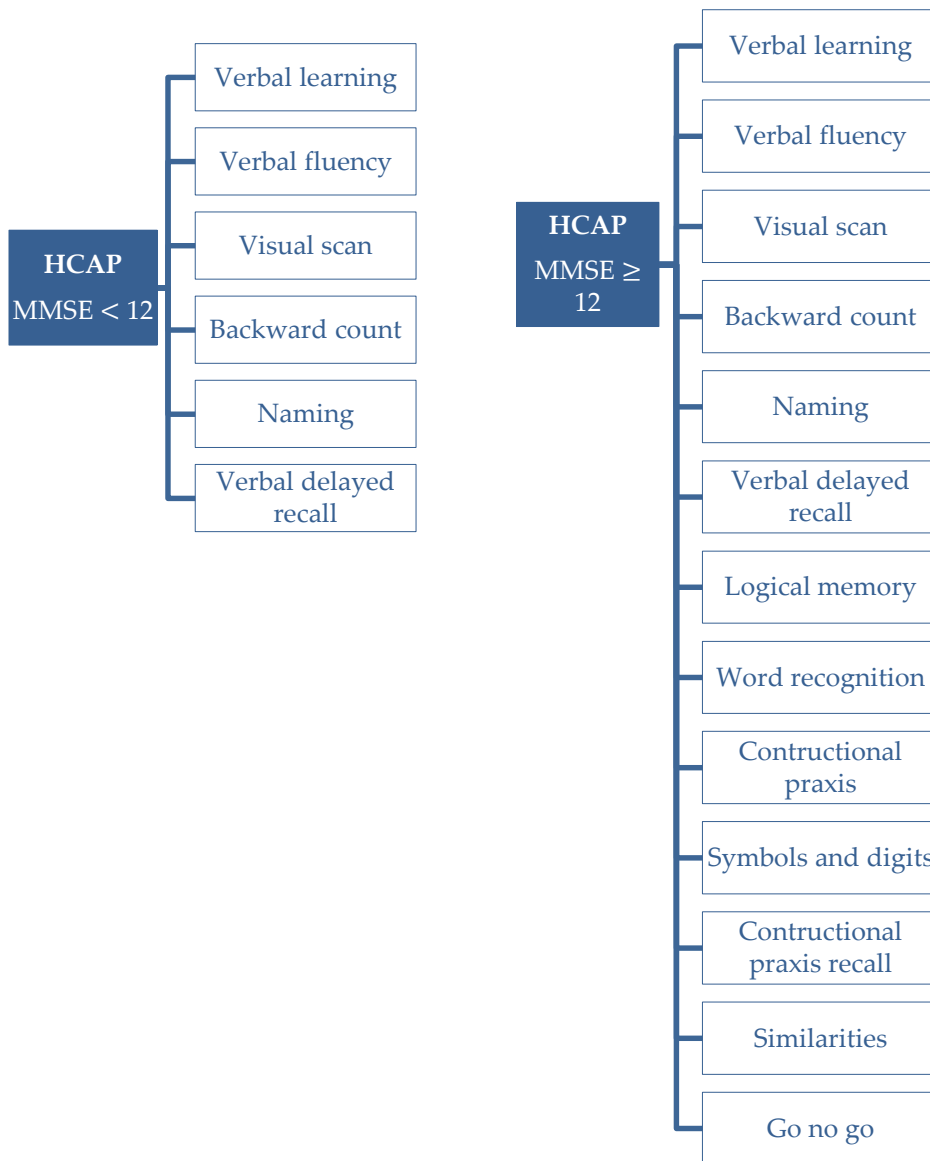 HCAP
MMSE < 12
Verbal learning
Verbal fluency
Visual scan
Backward count
Naming
Verbal delayed
recall
HCAP
MMSE ≥
12
Verbal learning
Verbal fluency
Visual scan
Backward count
Naming
Verbal delayed
recall
Logical memory
Word recognition
Contructional
praxis
Symbols and digits
Contructional
praxis recall
Similarities
Go no go